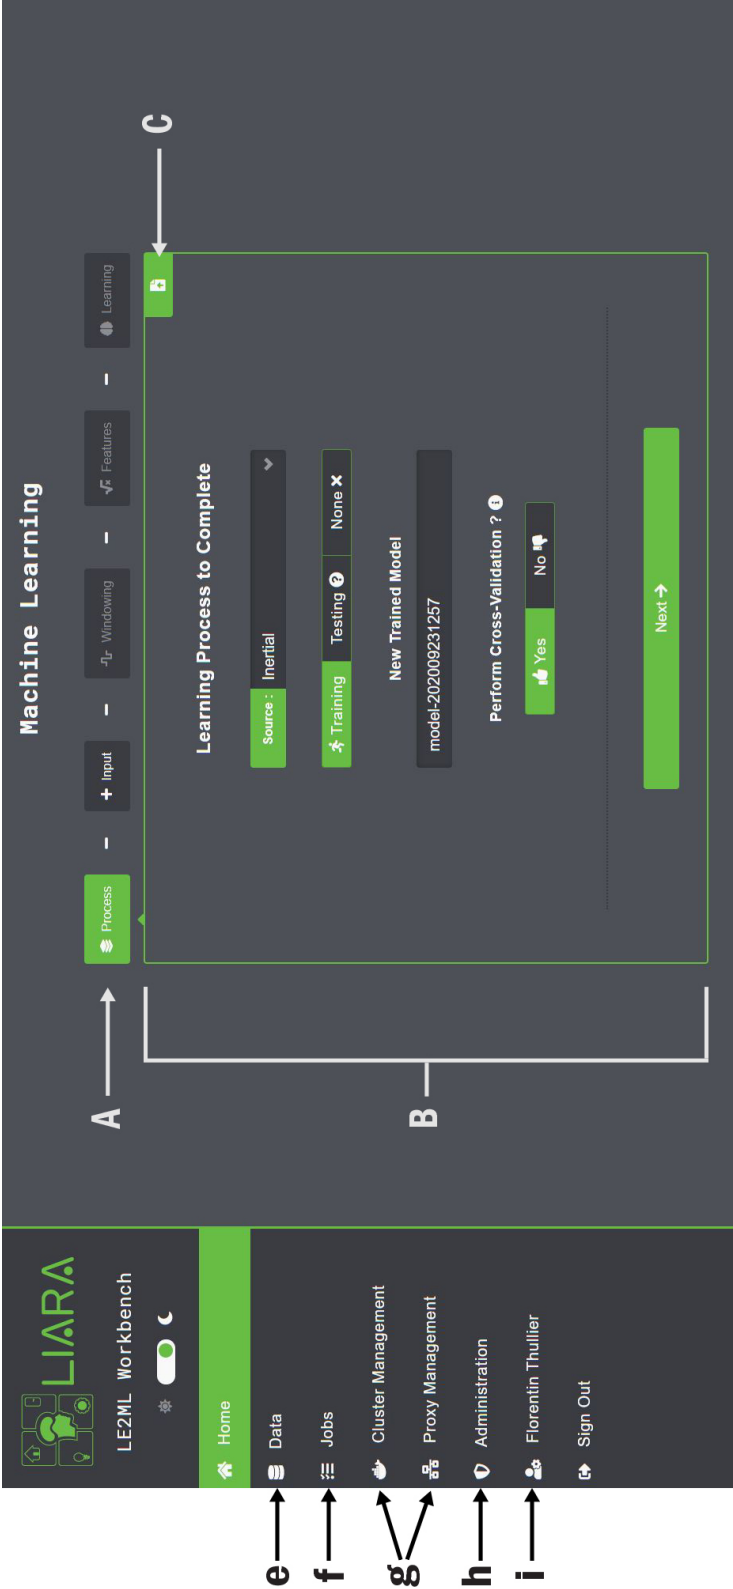 LIARA
LE2ML Workbench
Home
Data
Jobs
Cluster Management
Proxy Management
Administration
Florentin Thullier
Sign Out
e
f
g
h
i
Machine Learning
Process
Input
Windowing
√x Features
Learning
A
B
C
Learning Process to Complete
Source : Inertial
Training Testing None
New Trained Model
model-202009231257
Perform Cross-Validation ?
Yes No
Next